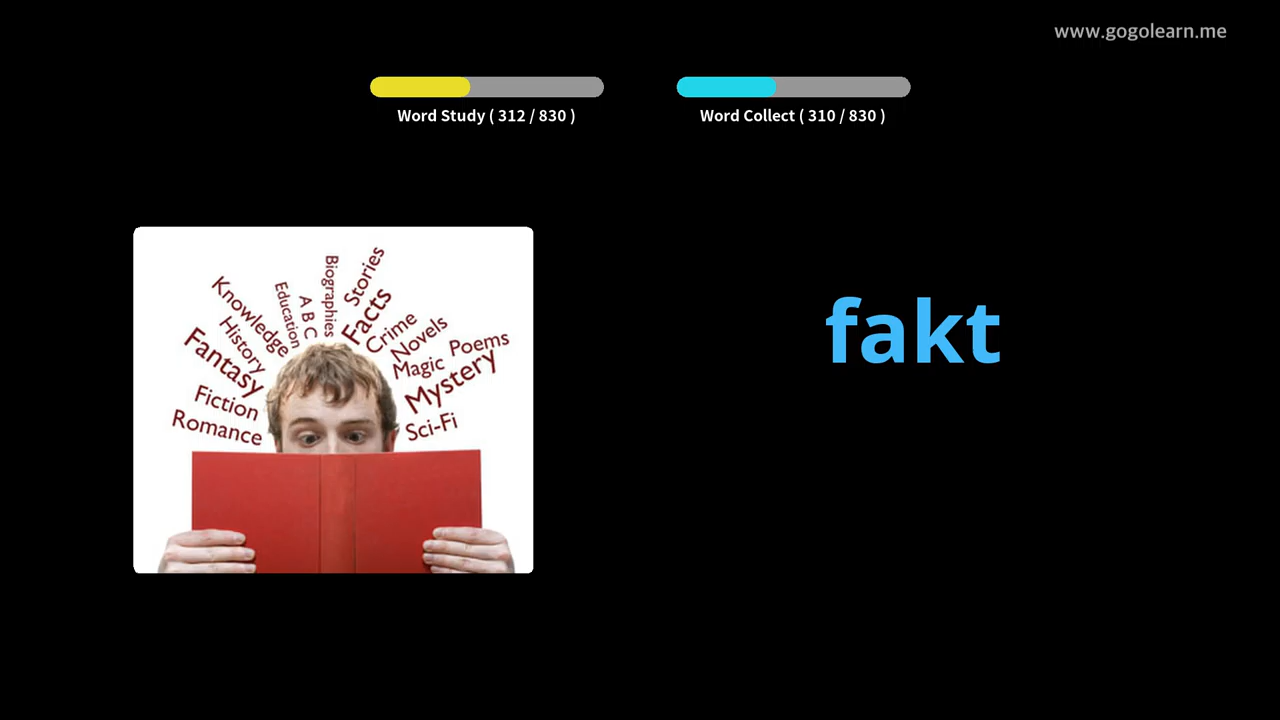 www.gogolearn.me
Word Study ( 312 / 830 )
Word Collect ( 310 / 830 )
Biographies
Stories
Knowledge
Education
A B C
Facts
History
Crime
Novels
Fantasy
Magic
Poems
Mystery
Fiction
Romance
Sci-Fi
fakt